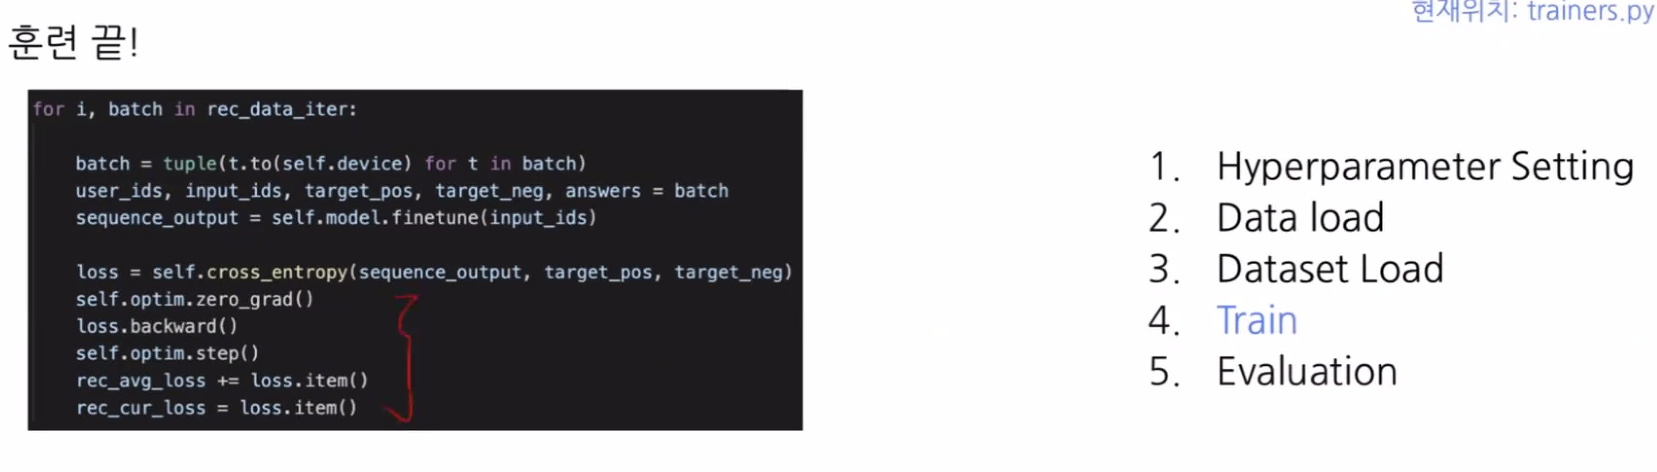 현재위치: trainers.py
훈련 끝!
for i, batch in rec_data_iter:
batch = tuple(t.to(self.device) for t in batch)
user_ids, input_ids, target_pos, target_neg, answers = batch
sequence_output = self.model.finetune(input_ids)
loss = self.cross_entropy(sequence_output, target_pos, target_neg)
self.optim.zero_grad()
loss.backward()
self.optim.step()
rec_avg_loss += loss.item()
rec_cur_loss = loss.item()
1. Hyperparameter Setting
2. Data load
3. Dataset Load
4. Train
5. Evaluation